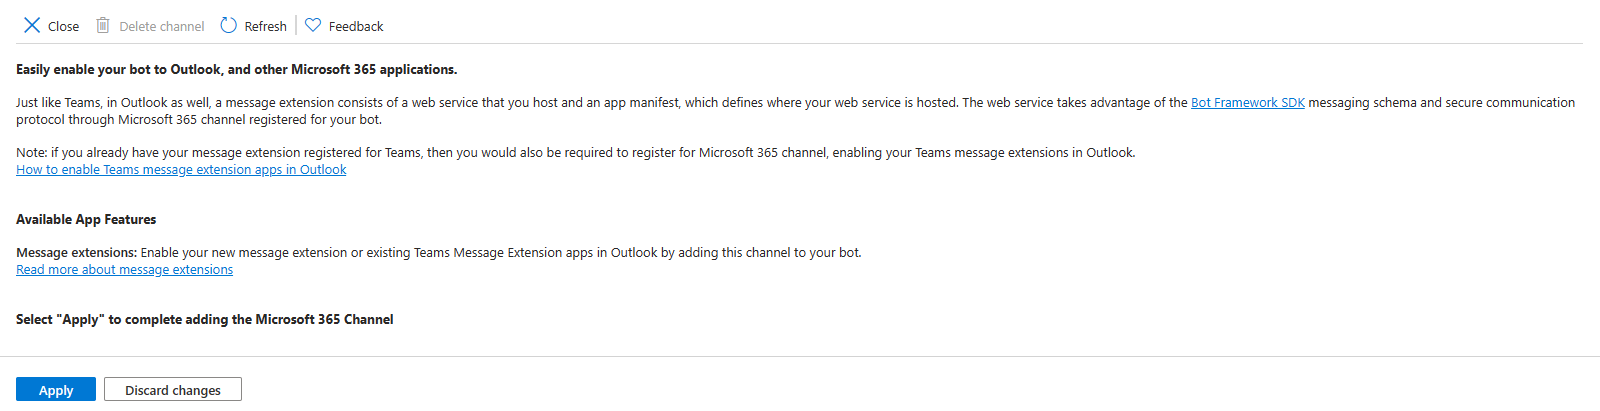 Close Delete channel Refresh Feedback
Easily enable your bot to Outlook, and other Microsoft 365 applications.
Just like Teams, in Outlook as well, a message extension consists of a web service that you host and an app manifest, which defines where your web service is hosted. The web service takes advantage of the Bot Framework SDK messaging schema and secure communication
protocol through Microsoft 365 channel registered for your bot.
Note: if you already have your message extension registered for Teams, then you would also be required to register for Microsoft 365 channel, enabling your Teams message extensions in Outlook.
How to enable Teams message extension apps in Outlook
Available App Features
Message extensions: Enable your new message extension or existing Teams Message Extension apps in Outlook by adding this channel to your bot.
Read more about message extensions
Select "Apply" to complete adding the Microsoft 365 Channel
Apply Discard changes